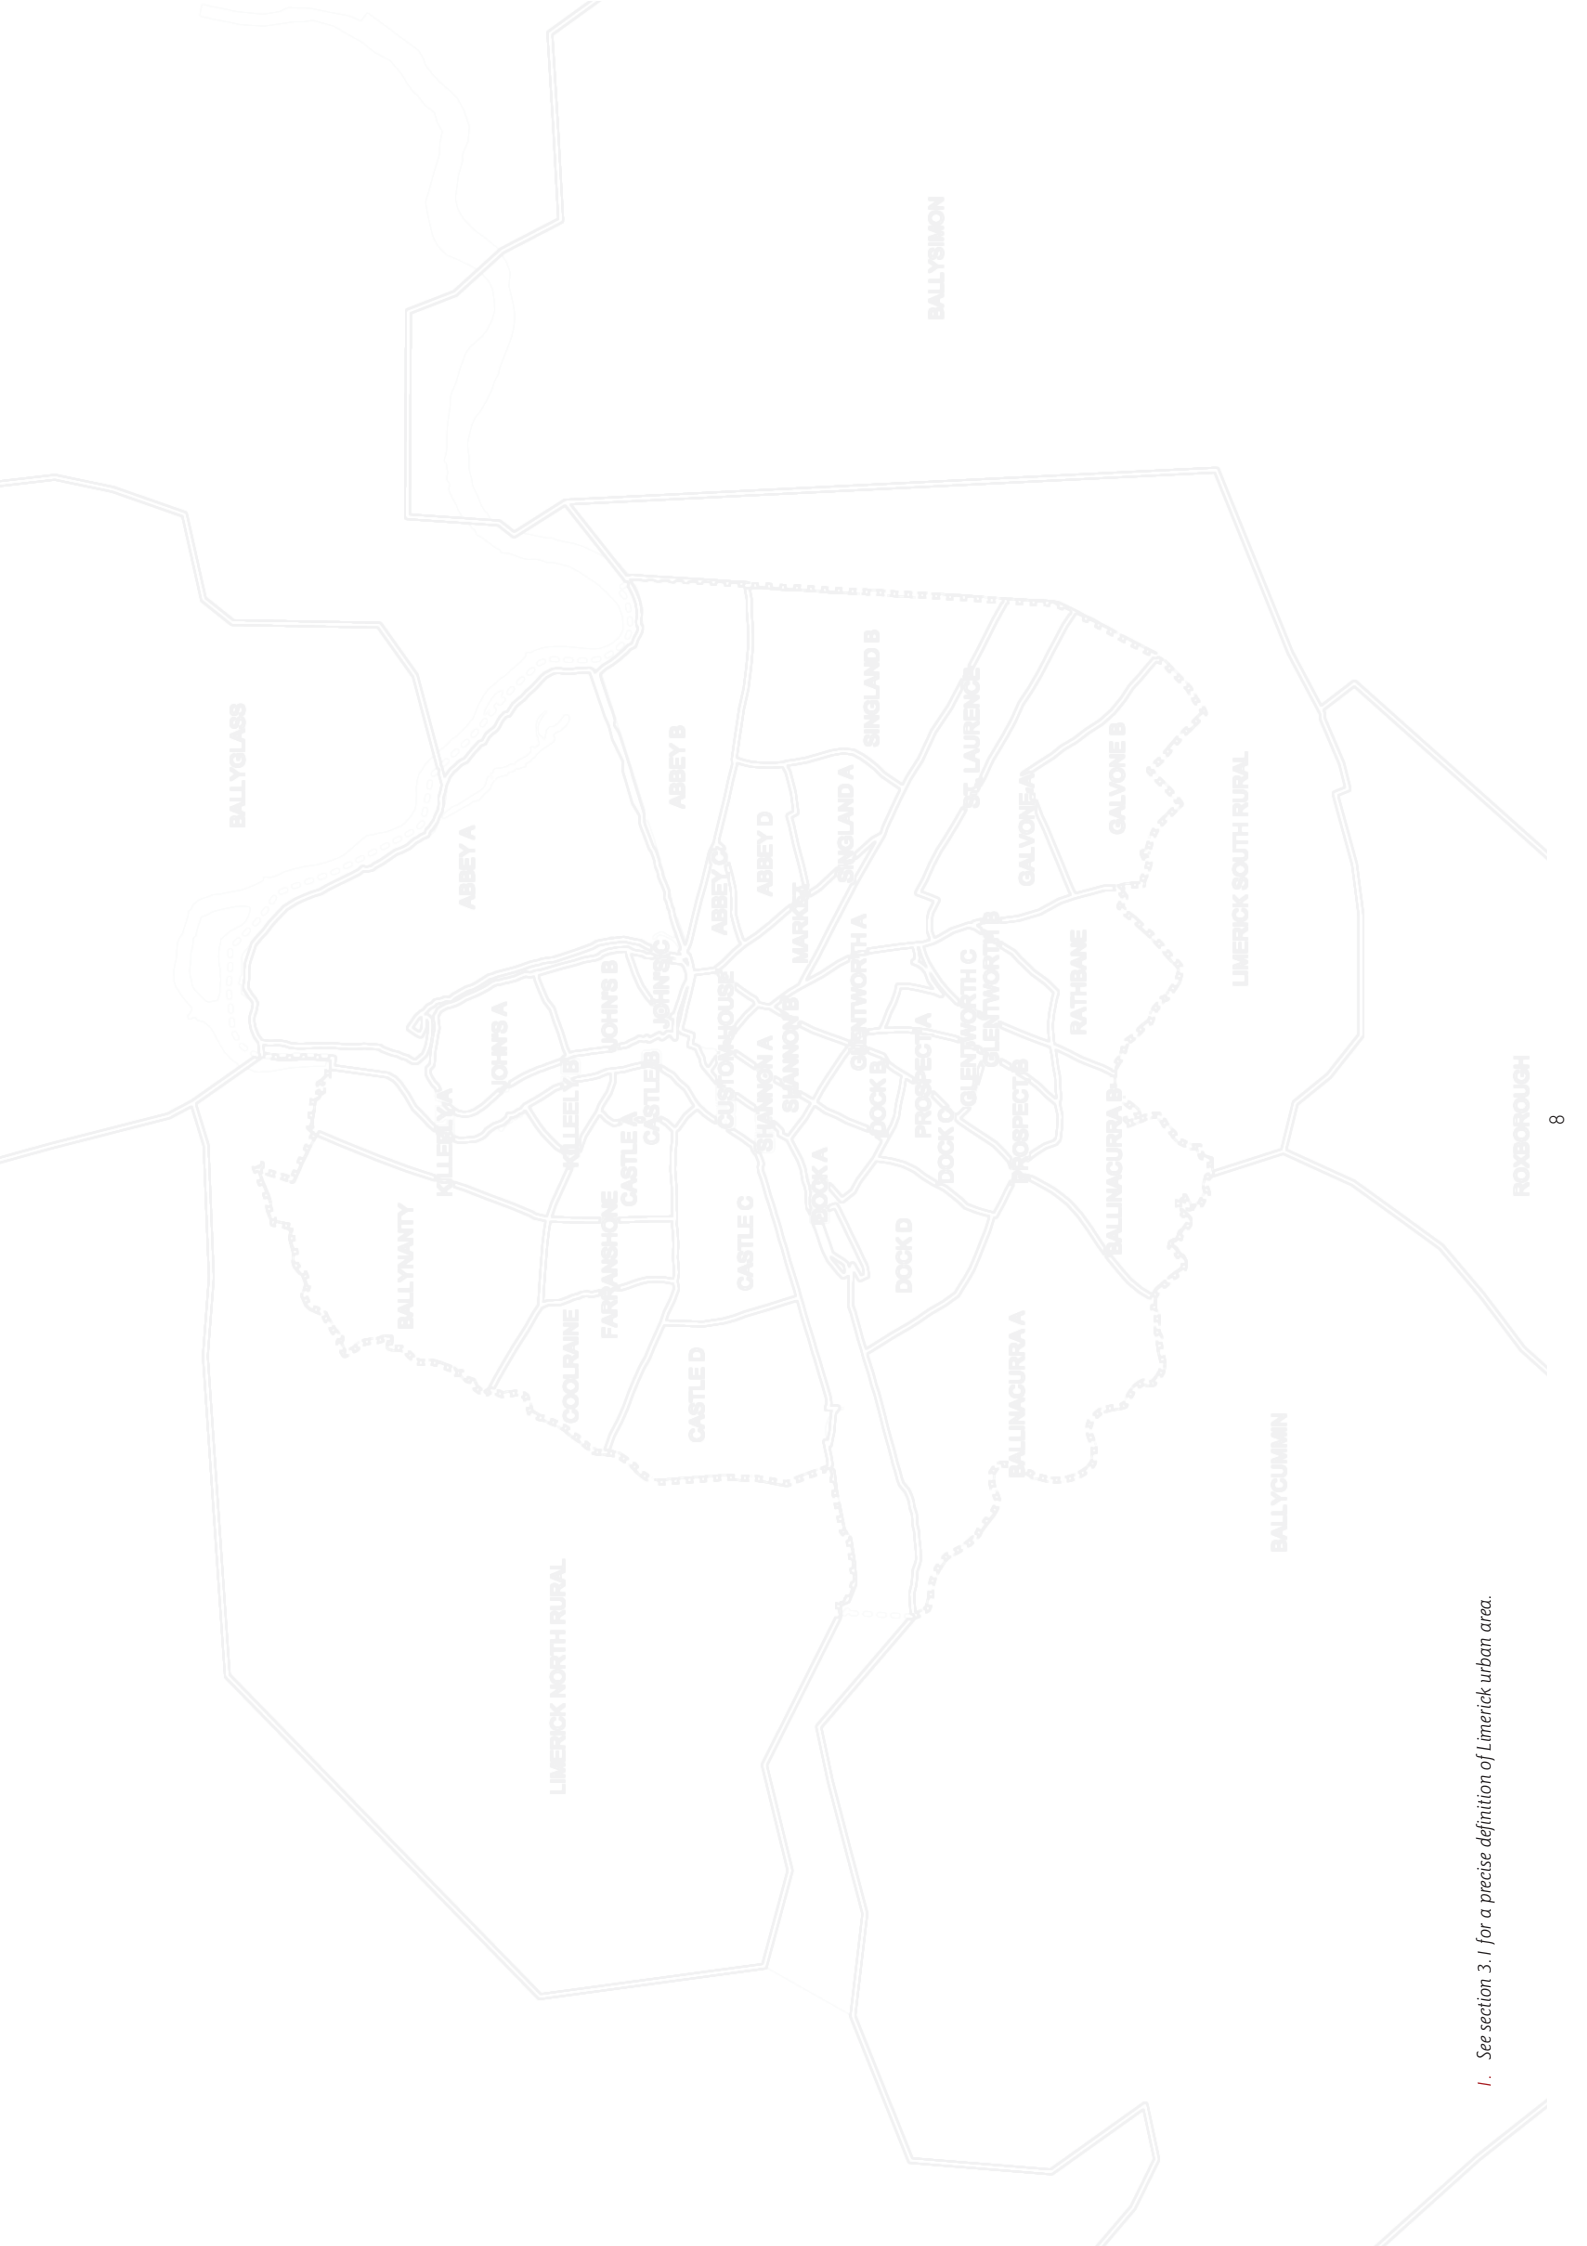 BALLYGLASS
BALLYSIMON
ABBEY A
ABBEY B
SINGLAND B
ST. LAURENCE
GALVONE B
GALVONE A
SINGLAND A
ABBEY D
ABBEY C
MARKET
LIMERICK SOUTH RURAL
GLENTWORTH A
GLENTWORTH B
GLENTWORTH C
RATHBANE
JOHN'S A
JOHN'S B
JOHN'S C
CUSTOM HOUSE
SHANNON A
SHANNON B
KILLEELY A
KILLEELY B
CASTLE B
CASTLE A
DOCK B
PROSPECT A
DOCK C
PROSPECT B
BALLINACURRA B
ROXBOROUGH
BALLYNANTY
FARRANSHONE
CASTLE C
DOCK A
DOCK D
COOLRAINE
CASTLE D
BALLINACURRA A
BALLYCUMMIN
LIMERICK NORTH RURAL
1. See section 3.1 for a precise definition of Limerick urban area.
8